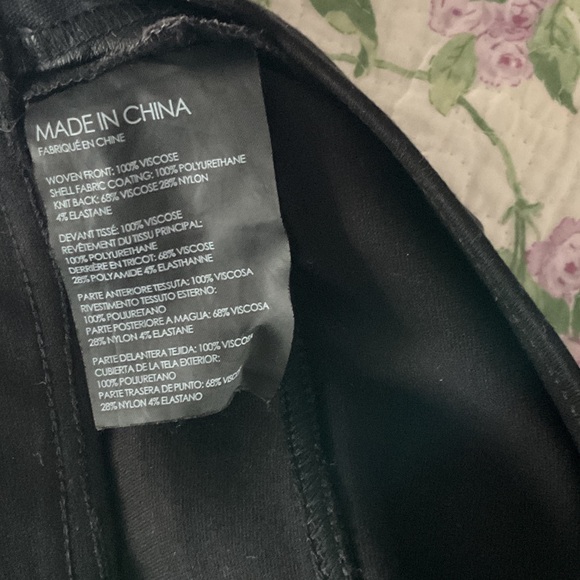 MADE IN CHINA
FABRIQUÉ EN CHINE
WOVEN FRONT: 100% VISCOSE
SHELL FABRIC COATING: 100% POLYURETHANE
KNIT BACK: 68% VISCOSE 28% NYLON
4% ELASTANE
DEVANT TISSÉ: 100% VISCOSE
REVÊTEMENT DU TISSU PRINCIPAL:
100% POLYURETHANE
DERRIÈRE EN TRICOT: 68% VISCOSE
28% POLYAMIDE 4% ELASTHANNE
PARTE ANTERIORE TESSUTA: 100% VISCOSA
RIVESTIMENTO TESSUTO ESTERNO:
100% POLIURETANO
PARTE POSTERIORE A MAGLIA: 68% VISCOSA
28% NYLON 4% ELASTANE
PARTE DELANTERA TEJIDA: 100% VISCOS
CUBIERTA DE LA TELA EXTERIOR:
100% POLIURETANO
PARTE TRASERA DE PUNTO: 68% VISCO
28% NYLON 4% ELASTANO